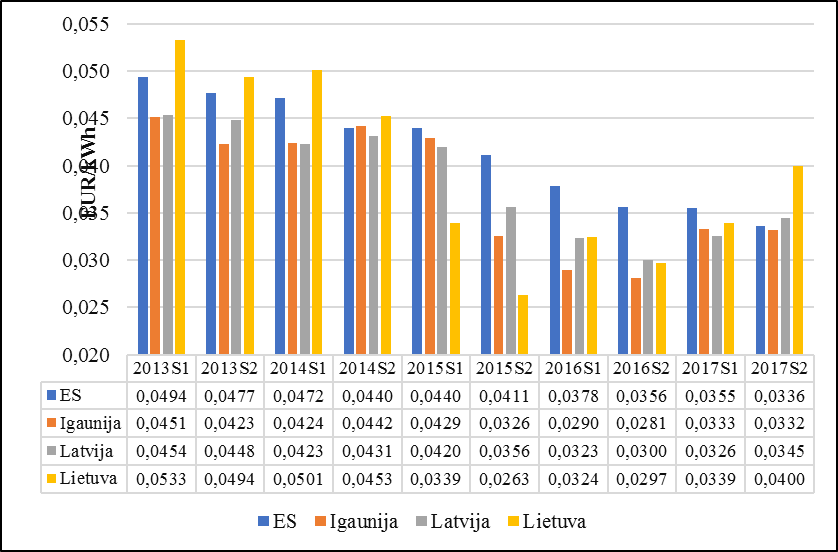 0,055
0,050
0,045
0,040
0,035
0,030
0,025
0,020
EUR/kWh
2013S1 2013S2 2014S1 2014S2 2015S1 2015S2 2016S1 2016S2 2017S1 2017S2
ES 0,0494 0,0477 0,0472 0,0440 0,0440 0,0411 0,0378 0,0356 0,0355 0,0336
Igaunija 0,0451 0,0423 0,0424 0,0442 0,0429 0,0326 0,0290 0,0281 0,0333 0,0332
Latvija 0,0454 0,0448 0,0423 0,0431 0,0420 0,0356 0,0323 0,0300 0,0326 0,0345
Lietuva 0,0533 0,0494 0,0501 0,0453 0,0339 0,0263 0,0324 0,0297 0,0339 0,0400
ES Igaunija Latvija Lietuva